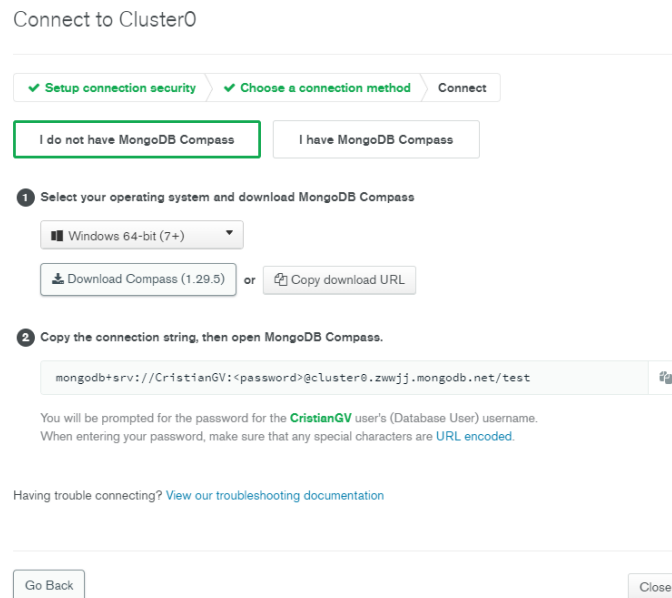 Connect to Cluster0
Setup connection security
Choose a connection method
Connect
I do not have MongoDB Compass
I have MongoDB Compass
1 Select your operating system and download MongoDB Compass
Windows 64-bit (7+)
Download Compass (1.29.5) or Copy download URL
2 Copy the connection string, then open MongoDB Compass.
mongodb+srv://CristianGV:<password>@cluster0.zwwjj.mongodb.net/test
You will be prompted for the password for the CristianGV user's (Database User) username.
When entering your password, make sure that any special characters are URL encoded.
Having trouble connecting? View our troubleshooting documentation
Go Back
Close